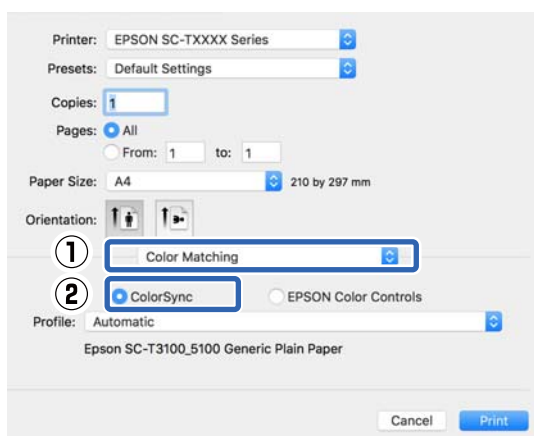 Printer: EPSON SC-TXXXX Series
Presets: Default Settings
Copies: 1
Pages: All
From: 1 to: 1
Paper Size: A4 210 by 297 mm
Orientation:
① Color Matching
② ColorSync EPSON Color Controls
Profile: Automatic
Epson SC-T3100_5100 Generic Plain Paper
Cancel Print